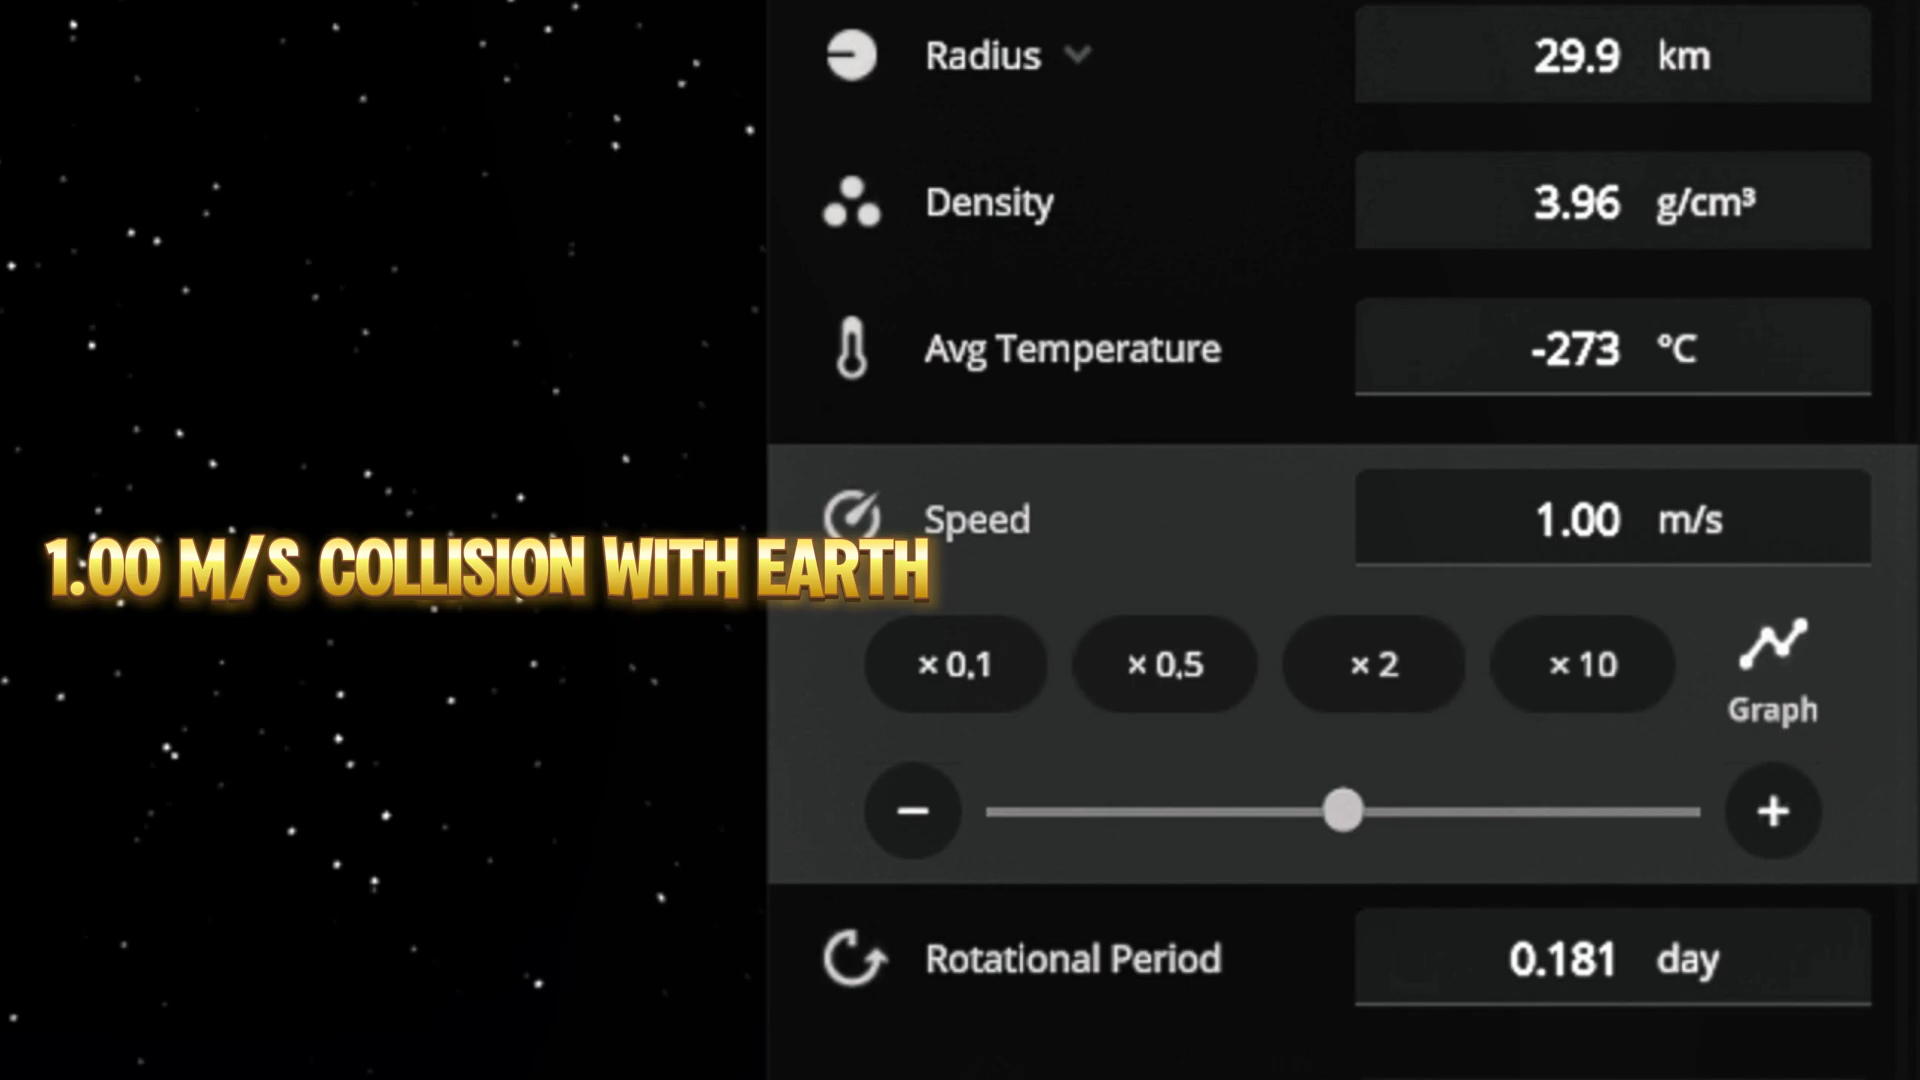 Radius 29.9 km
Density 3.96 g/cm³
Avg Temperature -273 °C
Speed 1.00 m/s
1.00 M/S COLLISION WITH EARTH
× 0.1 × 0.5 × 2 × 10
Graph
− +
Rotational Period 0.181 day